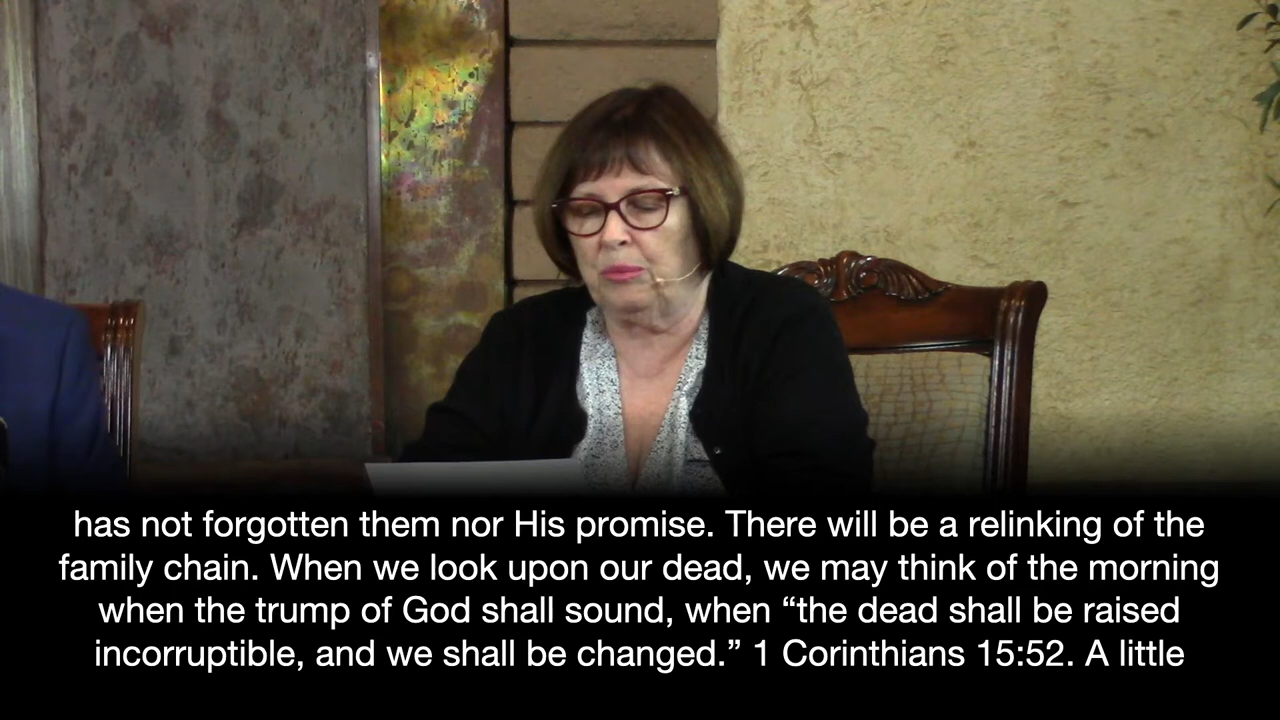 has not forgotten them nor His promise. There will be a relinking of the
family chain. When we look upon our dead, we may think of the morning
when the trump of God shall sound, when “the dead shall be raised
incorruptible, and we shall be changed.” 1 Corinthians 15:52. A little